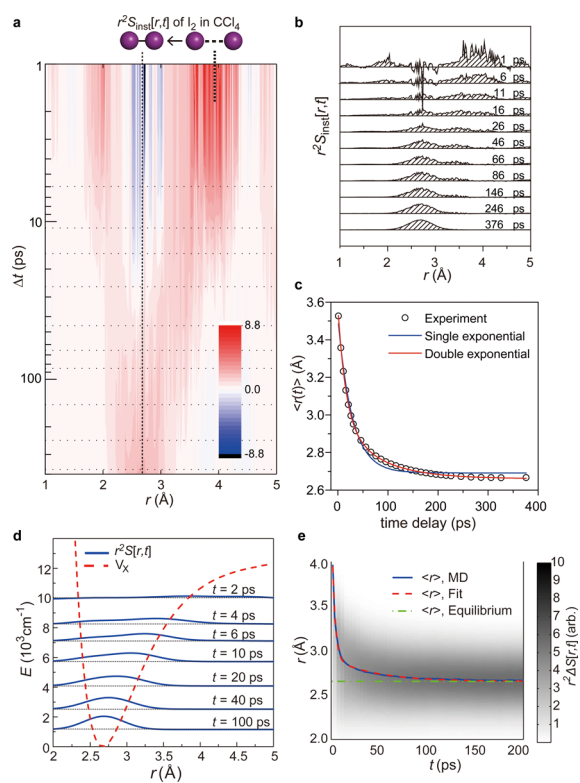 a
r²S_inst[r,t] of I₂ in CCl₄
1
10
100
Δt (ps)
8.8
0.0
-8.8
1 2 3 4 5
r (Å)
b
r²S_inst[r,t]
1 ps
6 ps
11 ps
16 ps
26 ps
46 ps
66 ps
86 ps
146 ps
246 ps
376 ps
1 2 3 4 5
r (Å)
c
Experiment
Single exponential
Double exponential
3.6
3.4
3.2
3.0
2.8
2.6
<r(t)> (Å)
0 100 200 300 400
time delay (ps)
d
r²S[r,t]
V_X
12
10
8
6
4
2
0
E (10³cm⁻¹)
t = 2 ps
t = 4 ps
t = 6 ps
t = 10 ps
t = 20 ps
t = 40 ps
t = 100 ps
2.0 2.5 3.0 3.5 4.0 4.5 5
r (Å)
e
<r>, MD
<r>, Fit
<r>, Equilibrium
4.0
3.5
3.0
2.5
2.0
r (Å)
0 50 100 150 200
t (ps)
10
9
8
7
6
5
4
3
2
1
r²ΔS[r,t] (arb.)